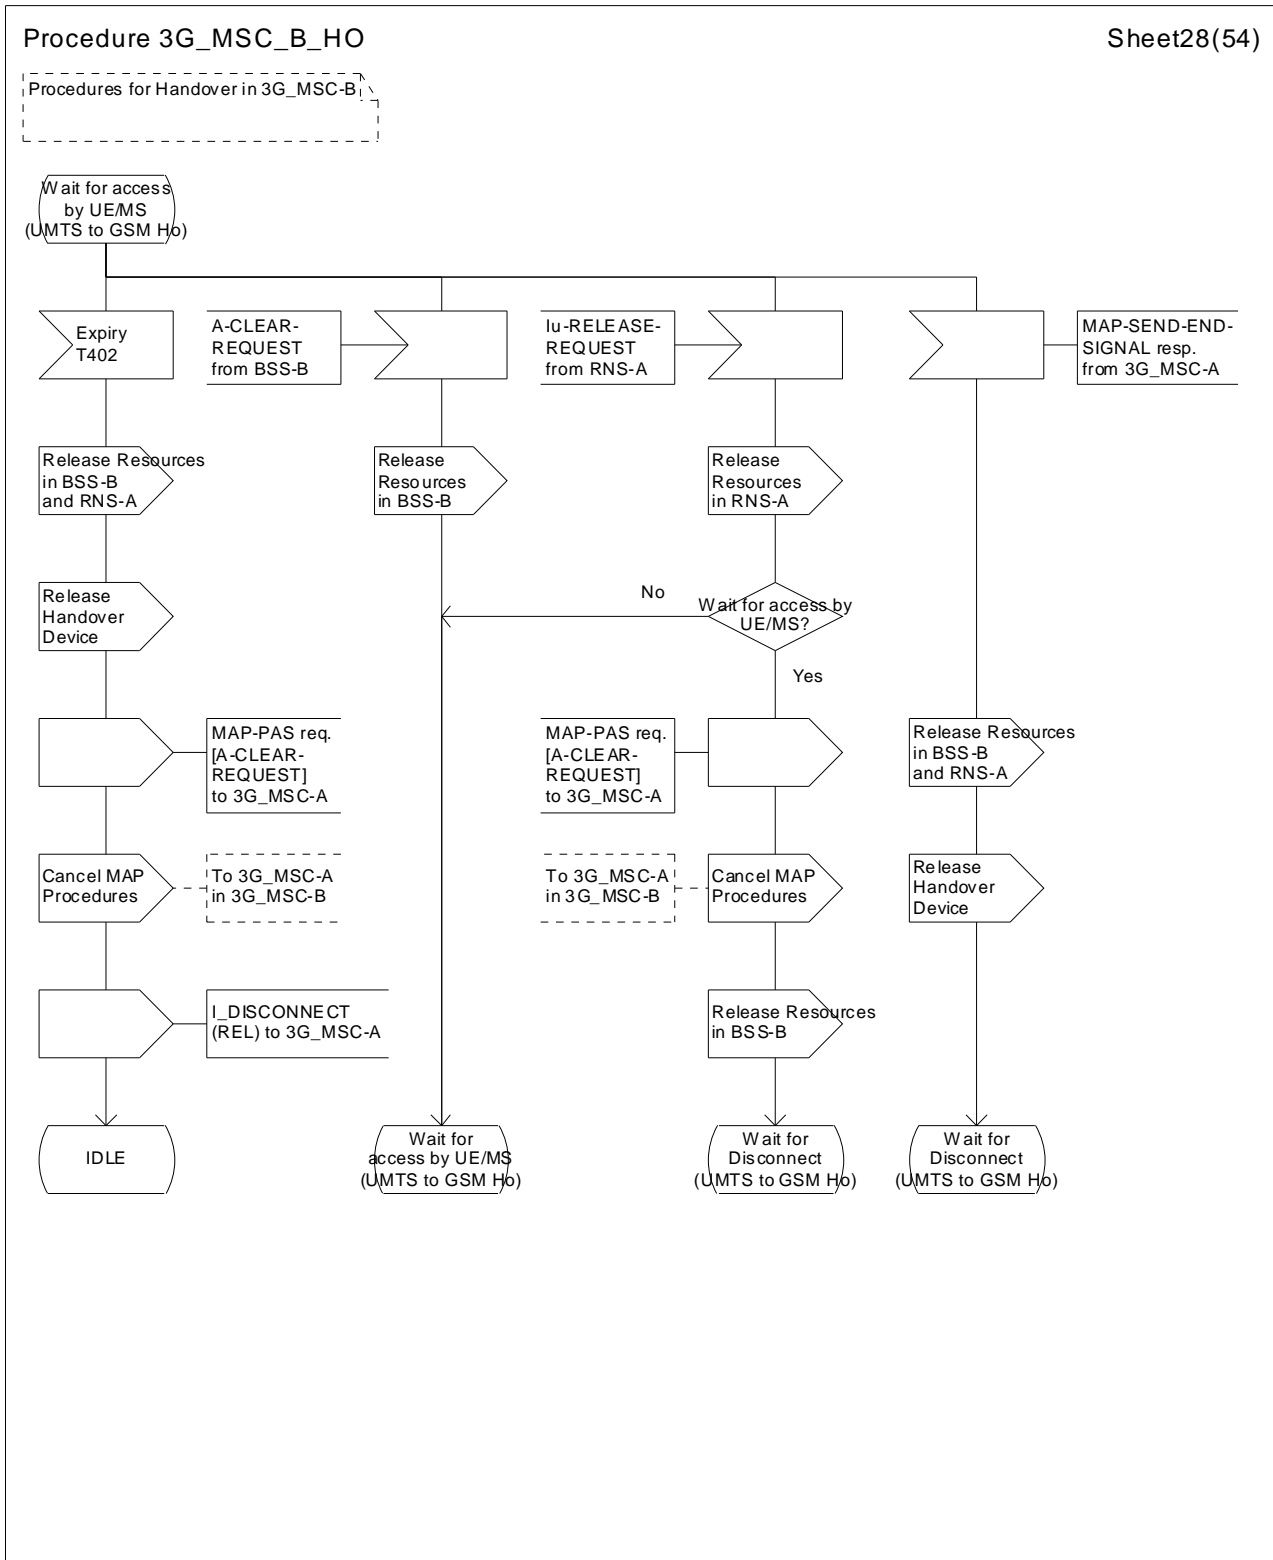 Procedure 3G_MSC_B_HO
Sheet28(54)
Procedures for Handover in 3G_MSC-B
Wait for access
by UE/MS
(UMTS to GSM Ho)
Expiry
T402
A-CLEAR-
REQUEST
from BSS-B
Iu-RELEASE-
REQUEST
from RNS-A
MAP-SEND-END-
SIGNAL resp.
from 3G_MSC-A
Release Resources
in BSS-B
and RNS-A
Release
Resources
in BSS-B
Release
Resources
in RNS-A
Release
Handover
Device
No
Wait for access by
UE/MS?
Yes
MAP-PAS req.
[A-CLEAR-
REQUEST]
to 3G_MSC-A
MAP-PAS req.
[A-CLEAR-
REQUEST]
to 3G_MSC-A
Release Resources
in BSS-B
and RNS-A
Cancel MAP
Procedures
To 3G_MSC-A
in 3G_MSC-B
To 3G_MSC-A
in 3G_MSC-B
Cancel MAP
Procedures
Release
Handover
Device
I_DISCONNECT
(REL) to 3G_MSC-A
Release Resources
in BSS-B
IDLE
Wait for
access by UE/MS
(UMTS to GSM Ho)
Wait for
Disconnect
(UMTS to GSM Ho)
Wait for
Disconnect
(UMTS to GSM Ho)